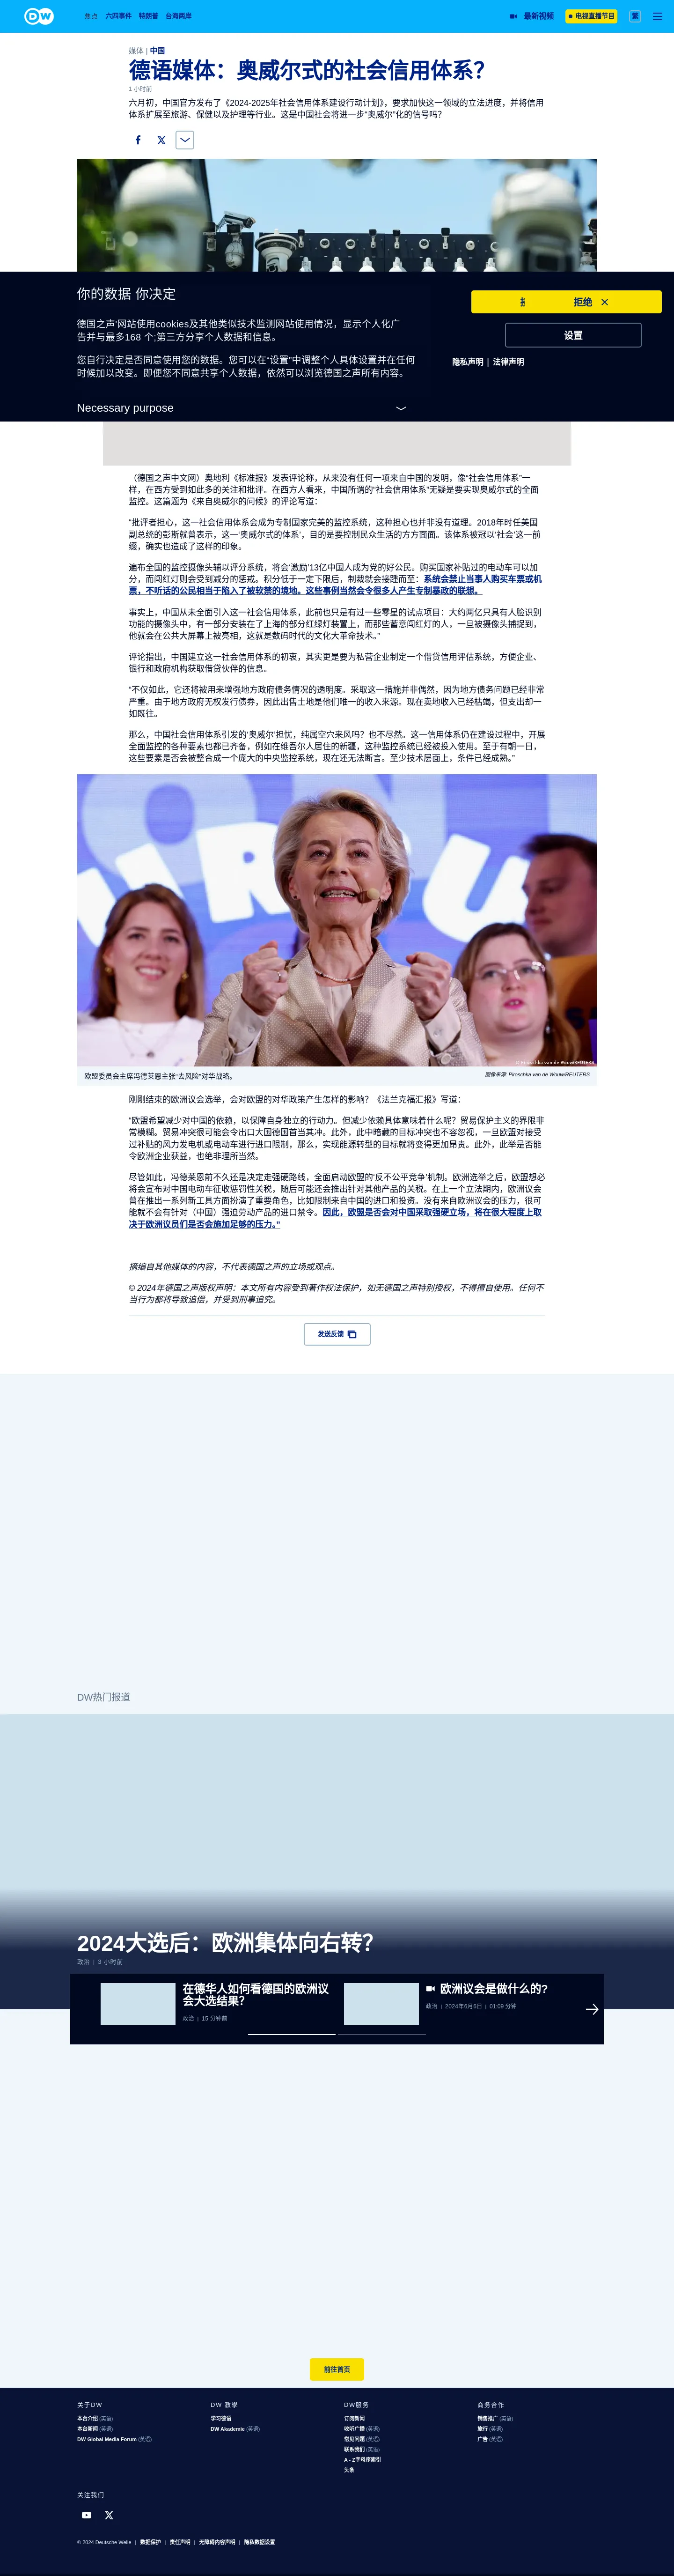 DW
焦点 六四事件 特朗普 台海两岸
最新视频
电视直播节目
繁
媒体 | 中国
德语媒体：奥威尔式的社会信用体系？
1 小时前
六月初，中国官方发布了《2024-2025年社会信用体系建设行动计划》，要求加快这一领域的立法进度，并将信用
体系扩展至旅游、保健以及护理等行业。这是中国社会将进一步“奥威尔”化的信号吗？
你的数据 你决定
德国之声'网站使用cookies及其他类似技术监测网站使用情况，显示个人化广
告并与最多168 个;第三方分享个人数据和信息。
您自行决定是否同意使用您的数据。您可以在“设置”中调整个人具体设置并在任何
时候加以改变。即便您不同意共享个人数据，依然可以浏览德国之声所有内容。
Necessary purpose
拒绝
设置
隐私声明 | 法律声明
（德国之声中文网）奥地利《标准报》发表评论称，从来没有任何一项来自中国的发明，像“社会信用体系”一
样，在西方受到如此多的关注和批评。在西方人看来，中国所谓的“社会信用体系”无疑是要实现奥威尔式的全面
监控。这篇题为《来自奥威尔的问候》的评论写道：
“批评者担心，这一社会信用体系会成为专制国家完美的监控系统，这种担心也并非没有道理。2018年时任美国
副总统的彭斯就曾表示，这一‘奥威尔式的体系’，目的是要控制民众生活的方方面面。该体系被冠以‘社会’这一前
缀，确实也造成了这样的印象。
遍布全国的监控摄像头辅以评分系统，将会‘激励’13亿中国人成为党的好公民。购买国家补贴过的电动车可以加
分，而闯红灯则会受到减分的惩戒。积分低于一定下限后，制裁就会接踵而至：系统会禁止当事人购买车票或机
票，不听话的公民相当于陷入了被软禁的境地。这些事例当然会令很多人产生专制暴政的联想。
事实上，中国从未全面引入这一社会信用体系，此前也只是有过一些零星的试点项目：大约两亿只具有人脸识别
功能的摄像头中，有一部分安装在了上海的部分红绿灯装置上，而那些蓄意闯红灯的人，一旦被摄像头捕捉到，
他就会在公共大屏幕上被亮相，这就是数码时代的文化大革命技术。”
评论指出，中国建立这一社会信用体系的初衷，其实更是要为私营企业制定一个借贷信用评估系统，方便企业、
银行和政府机构获取借贷伙伴的信息。
“不仅如此，它还将被用来增强地方政府债务情况的透明度。采取这一措施并非偶然，因为地方债务问题已经非常
严重。由于地方政府无权发行债券，因此出售土地是他们唯一的收入来源。现在卖地收入已经枯竭，但支出却一
如既往。
那么，中国社会信用体系引发的‘奥威尔’担忧，纯属空穴来风吗？也不尽然。这一信用体系仍在建设过程中，开展
全面监控的各种要素也都已齐备，例如在维吾尔人居住的新疆，这种监控系统已经被投入使用。至于有朝一日，
这些要素是否会被整合成一个庞大的中央监控系统，现在还无法断言。至少技术层面上，条件已经成熟。”
© Piroschka van de Wouw/REUTERS
欧盟委员会主席冯德莱恩主张“去风险”对华战略。
图像来源: Piroschka van de Wouw/REUTERS
刚刚结束的欧洲议会选举，会对欧盟的对华政策产生怎样的影响？《法兰克福汇报》写道：
“欧盟希望减少对中国的依赖，以保障自身独立的行动力。但减少依赖具体意味着什么呢？贸易保护主义的界限非
常模糊。贸易冲突很可能会令出口大国德国首当其冲。此外，此中暗藏的目标冲突也不容忽视，一旦欧盟对接受
过补贴的风力发电机或电动车进行进口限制，那么，实现能源转型的目标就将变得更加昂贵。此外，此举是否能
令欧洲企业获益，也绝非理所当然。
尽管如此，冯德莱恩前不久还是决定走强硬路线，全面启动欧盟的‘反不公平竞争’机制。欧洲选举之后，欧盟想必
将会宣布对中国电动车征收惩罚性关税，随后可能还会推出针对其他产品的关税。在上一个立法期内，欧洲议会
曾在推出一系列新工具方面扮演了重要角色，比如限制来自中国的进口和投资。没有来自欧洲议会的压力，很可
能就不会有针对（中国）强迫劳动产品的进口禁令。因此，欧盟是否会对中国采取强硬立场，将在很大程度上取
决于欧洲议员们是否会施加足够的压力。”
摘编自其他媒体的内容，不代表德国之声的立场或观点。
© 2024年德国之声版权声明：本文所有内容受到著作权法保护，如无德国之声特别授权，不得擅自使用。任何不
当行为都将导致追偿，并受到刑事追究。
发送反馈
DW热门报道
2024大选后：欧洲集体向右转？
政治 | 3 小时前
在德华人如何看德国的欧洲议
会大选结果？
政治 | 15 分钟前
欧洲议会是做什么的?
政治 | 2024年6月6日 | 01:09 分钟
前往首页
关于DW
本台介绍 (英语)
本台新闻 (英语)
DW Global Media Forum (英语)
DW 教学
学习德语
DW Akademie (英语)
DW服务
订阅新闻
收听广播 (英语)
常见问题 (英语)
联系我们 (英语)
A - Z字母序索引
头条
商务合作
销售推广 (英语)
旅行 (英语)
广告 (英语)
关注我们
© 2024 Deutsche Welle | 数据保护 | 责任声明 | 无障碍内容声明 | 隐私数据设置